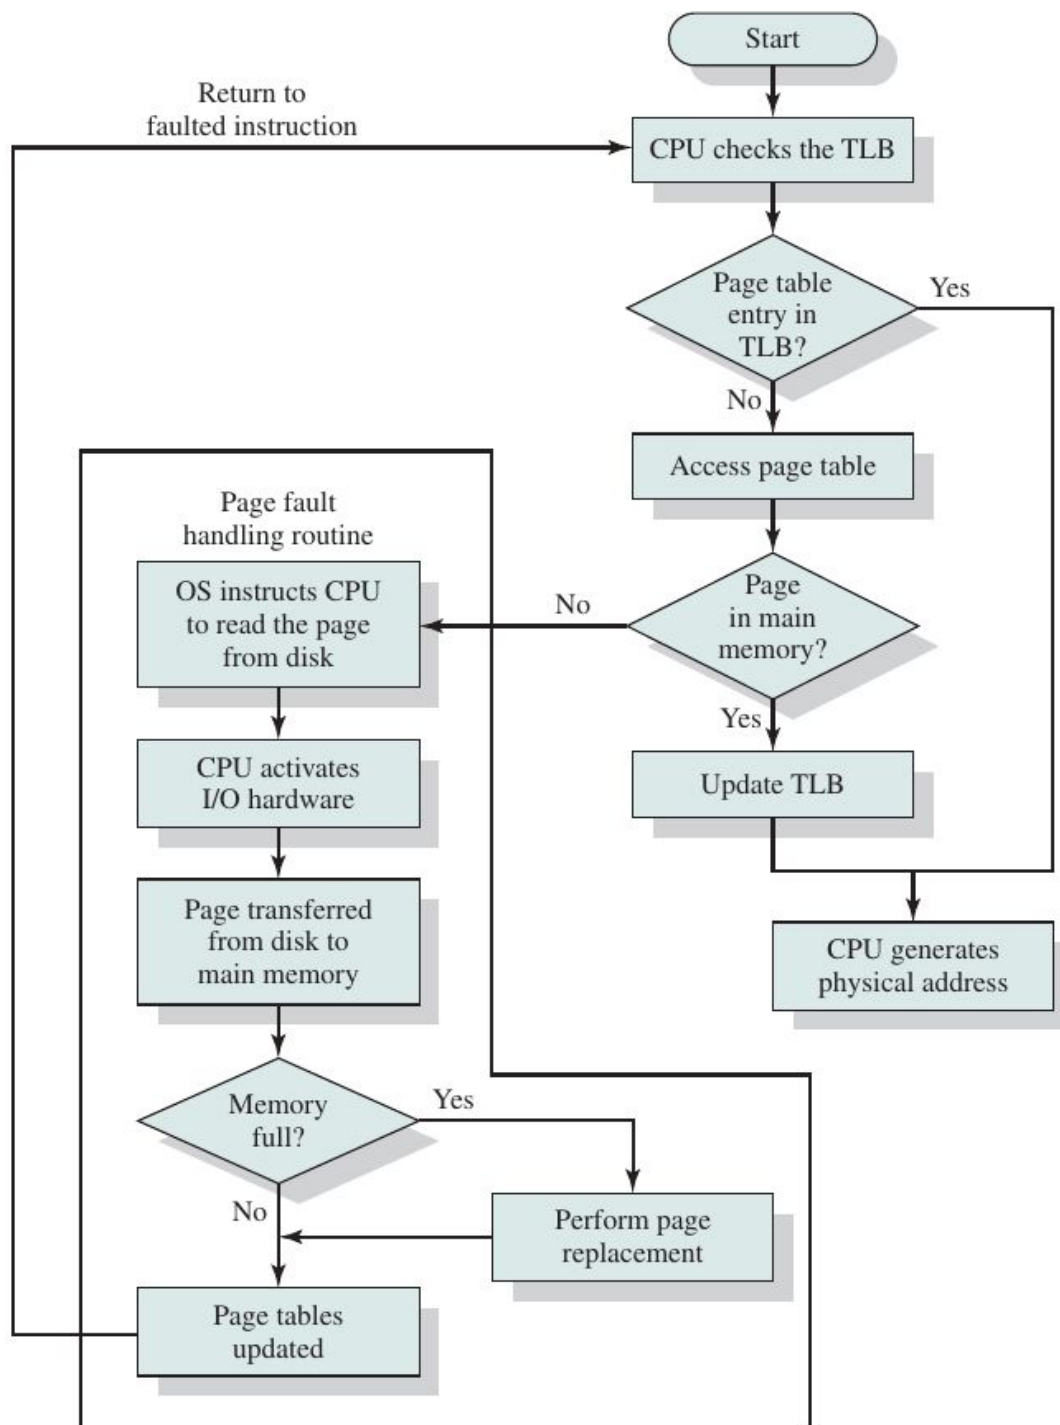 Start
Return to
faulted instruction
CPU checks the TLB
Page table
entry in
TLB?
Yes
No
Access page table
Page fault
handling routine
OS instructs CPU
to read the page
from disk
No
Page
in main
memory?
Yes
CPU activates
I/O hardware
Update TLB
Page transferred
from disk to
main memory
CPU generates
physical address
Memory
full?
Yes
No
Perform page
replacement
Page tables
updated